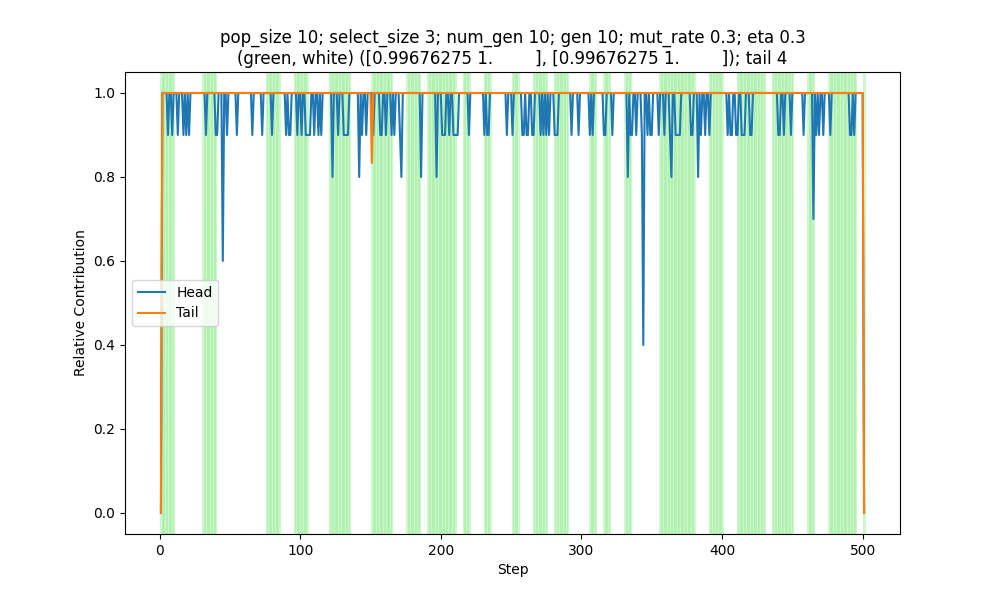 pop_size 10; select_size 3; num_gen 10; gen 10; mut_rate 0.3; eta 0.3
(green, white) ([0.99676275 1.        ], [0.99676275 1.        ]); tail 4
1.0
0.8
0.6
0.4
0.2
0.0
Relative Contribution
Head
Tail
0
100
200
300
400
500
Step